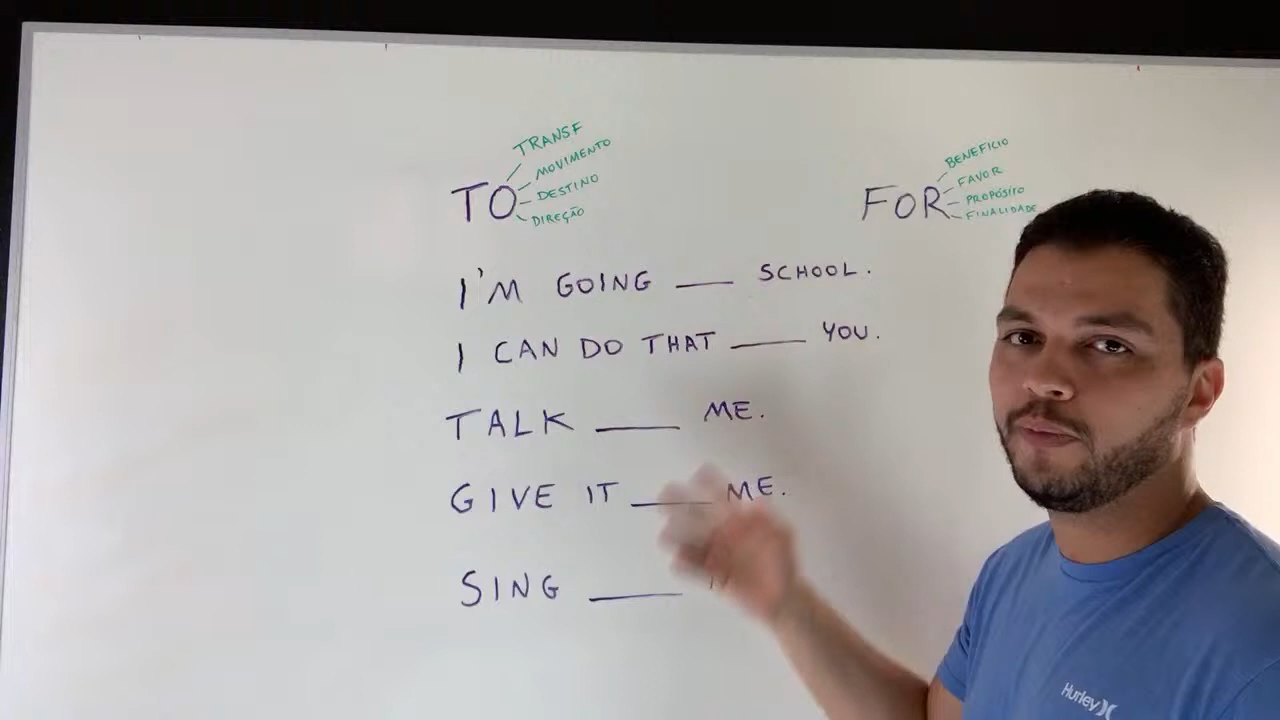 TRANSF
MOVIMENTO
TO
DESTINO
DIREÇÃO
BENEFICIO
FAVOR
FOR
PROPÓSITO
FINALIDADE
I'M GOING ___ SCHOOL.
I CAN DO THAT ___ YOU.
TALK ___ ME.
GIVE IT ___ ME.
SING ___
Hurley